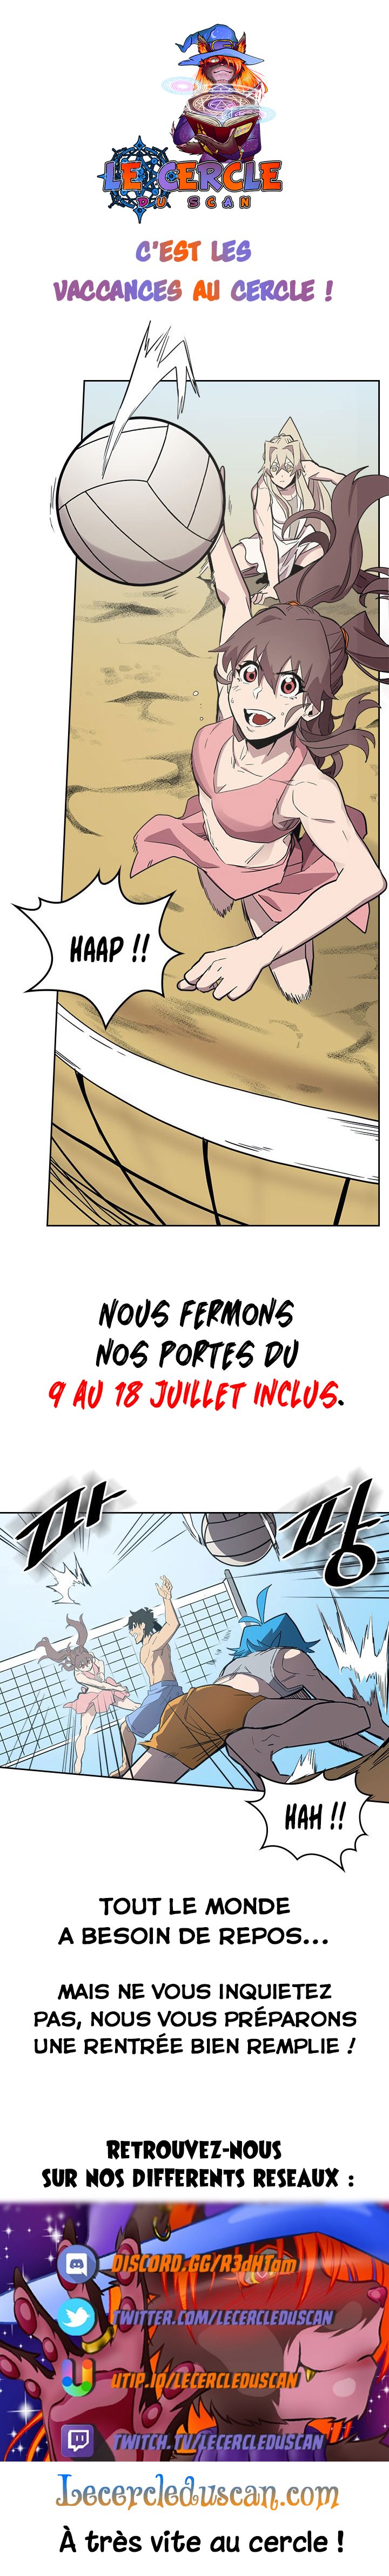 LE CERCLE
DU SCAN
C'EST LES
VACCANCES AU CERCLE !
HAAP !!
NOUS FERMONS
NOS PORTES DU
9 AU 18 JUILLET INCLUS.
파
팡
HAH !!
TOUT LE MONDE
A BESOIN DE REPOS...
MAIS NE VOUS INQUIETEZ
PAS, NOUS VOUS PRÉPARONS
UNE RENTRÉE BIEN REMPLIE !
RETROUVEZ-NOUS
SUR NOS DIFFERENTS RESEAUX :
DISCORD.GG/R3dHTqm
TWITTER.COM/LECERCLEDUSCAN
UTIP.IO/LECERCLEDUSCAN
TWITCH.TV/LECERCLEDUSCAN
Lecercleduscan.com
À très vite au cercle !